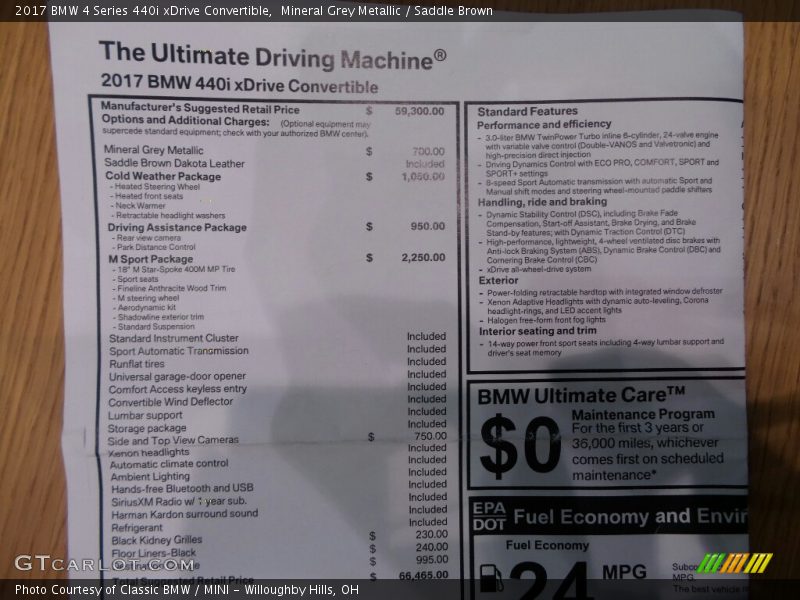 2017 BMW 4 Series 440i xDrive Convertible, Mineral Grey Metallic / Saddle Brown
The Ultimate Driving Machine®
2017 BMW 440i xDrive Convertible
Manufacturer's Suggested Retail Price $ 59,300.00
Options and Additional Charges: (Optional equipment may
supercede standard equipment; check with your authorized BMW center).
Mineral Grey Metallic $ 700.00
Saddle Brown Dakota Leather Included
Cold Weather Package $ 1,050.00
- Heated Steering Wheel
- Heated front seats
- Neck Warmer
- Retractable headlight washers
Driving Assistance Package $ 950.00
- Rear view camera
- Park Distance Control
M Sport Package $ 2,250.00
- 18" M Star-Spoke 400M MP Tire
- Sport seats
- Fineline Anthracite Wood Trim
- M steering wheel
- Aerodynamic kit
- Shadowline exterior trim
- Standard Suspension
Standard Instrument Cluster Included
Sport Automatic Transmission Included
Runflat tires Included
Universal garage-door opener Included
Comfort Access keyless entry Included
Convertible Wind Deflector Included
Lumbar support Included
Storage package Included
Side and Top View Cameras $ 750.00
Xenon headlights Included
Automatic climate control Included
Ambient Lighting Included
Hands-free Bluetooth and USB Included
SiriusXM Radio w/ 1 year sub. Included
Harman Kardon surround sound Included
Refrigerant Included
Black Kidney Grilles $ 230.00
Floor Liners-Black $ 240.00
$ 995.00
Total Suggested Retail Price $ 66,465.00
Standard Features
Performance and efficiency
- 3.0-liter BMW TwinPower Turbo inline 6-cylinder, 24-valve engine
with variable valve control (Double-VANOS and Valvetronic) and
high-precision direct injection
- Driving Dynamics Control with ECO PRO, COMFORT, SPORT and
SPORT+ settings
- 8-speed Sport Automatic transmission with automatic Sport and
Manual shift modes and steering wheel-mounted paddle shifters
Handling, ride and braking
- Dynamic Stability Control (DSC), including Brake Fade
Compensation, Start-off Assistant, Brake Drying, and Brake
Stand-by features; with Dynamic Traction Control (DTC)
- High-performance, lightweight, 4-wheel ventilated disc brakes with
Anti-lock Braking System (ABS), Dynamic Brake Control (DBC) and
Cornering Brake Control (CBC)
- xDrive all-wheel-drive system
Exterior
- Power-folding retractable hardtop with integrated window defroster
- Xenon Adaptive Headlights with dynamic auto-leveling, Corona
headlight-rings, and LED accent lights
- Halogen free-form front fog lights
Interior seating and trim
- 14-way power front sport seats including 4-way lumbar support and
driver's seat memory
BMW Ultimate Care™
$0
Maintenance Program
For the first 3 years or
36,000 miles, whichever
comes first on scheduled
maintenance*
EPA
DOT
Fuel Economy and Envir
Fuel Economy
24 MPG
Subco
MPG.
The best vehicle
GTCARLOT.COM
Photo Courtesy of Classic BMW / MINI - Willoughby Hills, OH